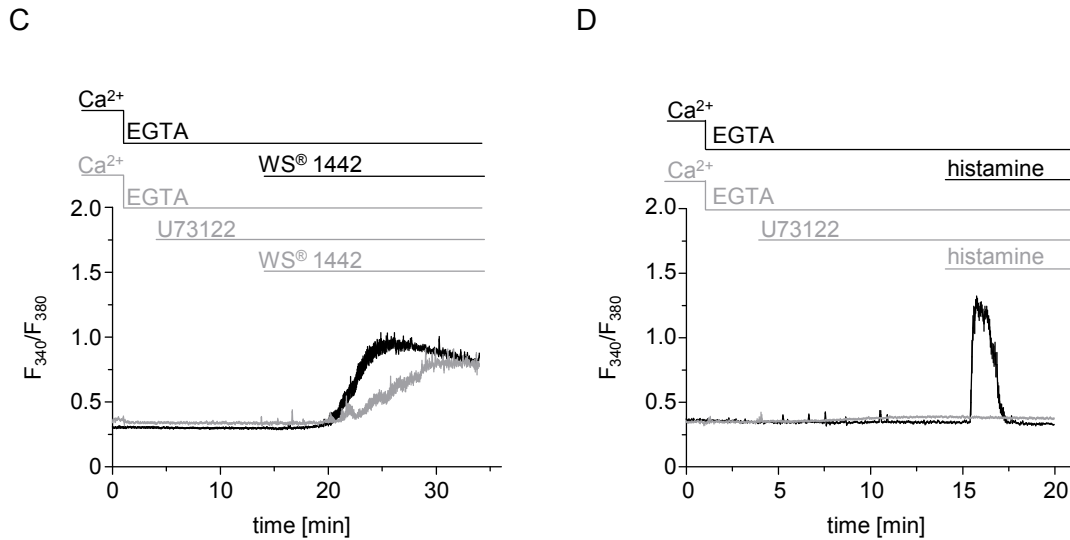 C
Ca²⁺
EGTA
WS® 1442
Ca²⁺
EGTA
U73122
WS® 1442
2.0
1.5
1.0
0.5
0
F₃₄₀/F₃₈₀
0 10 20 30
time [min]
D
Ca²⁺
EGTA
histamine
Ca²⁺
EGTA
U73122
histamine
2.0
1.5
1.0
0.5
0
F₃₄₀/F₃₈₀
0 5 10 15 20
time [min]